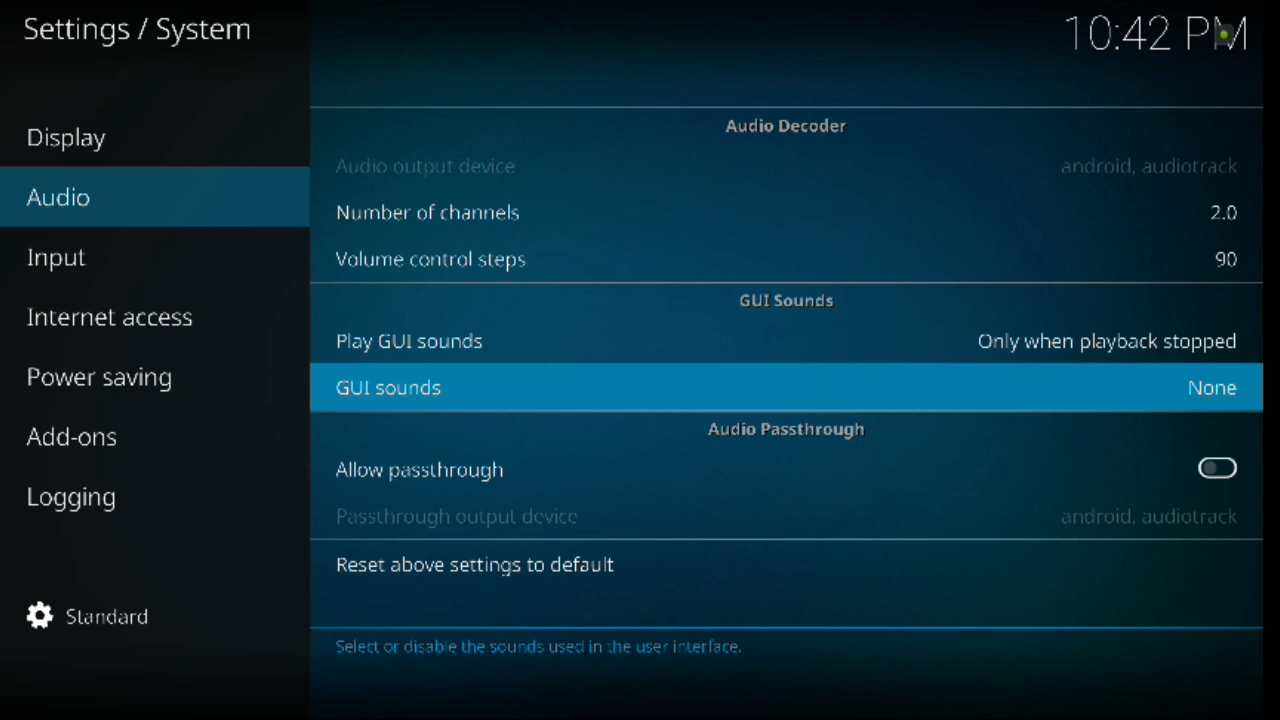 Settings / System
10:42 PM
Display
Audio
Input
Internet access
Power saving
Add-ons
Logging
Standard
Audio Decoder
Audio output device android, audiotrack
Number of channels 2.0
Volume control steps 90
GUI Sounds
Play GUI sounds Only when playback stopped
GUI sounds None
Audio Passthrough
Allow passthrough
Passthrough output device android, audiotrack
Reset above settings to default
Select or disable the sounds used in the user interface.